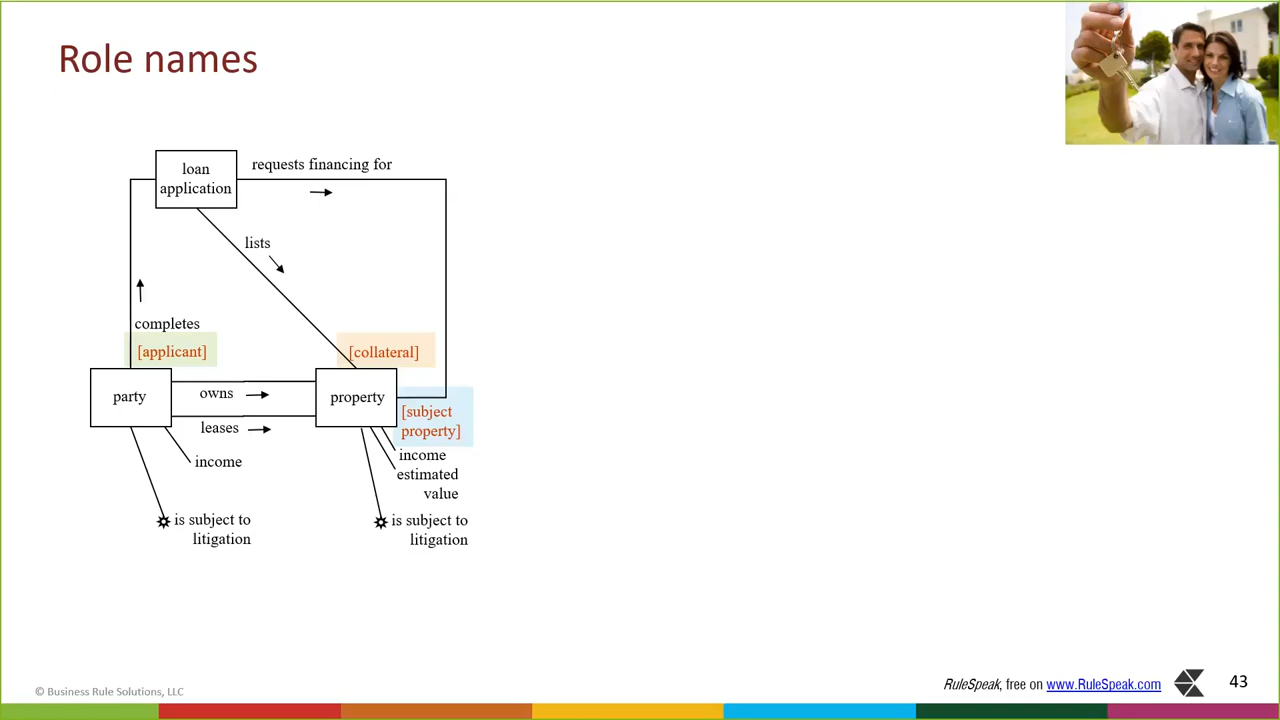 Role names
loan
application
requests financing for
lists
completes
[applicant]
[collateral]
party
owns
property
leases
[subject
property]
income
income
estimated
value
is subject to
litigation
is subject to
litigation
© Business Rule Solutions, LLC
RuleSpeak, free on www.RuleSpeak.com
43